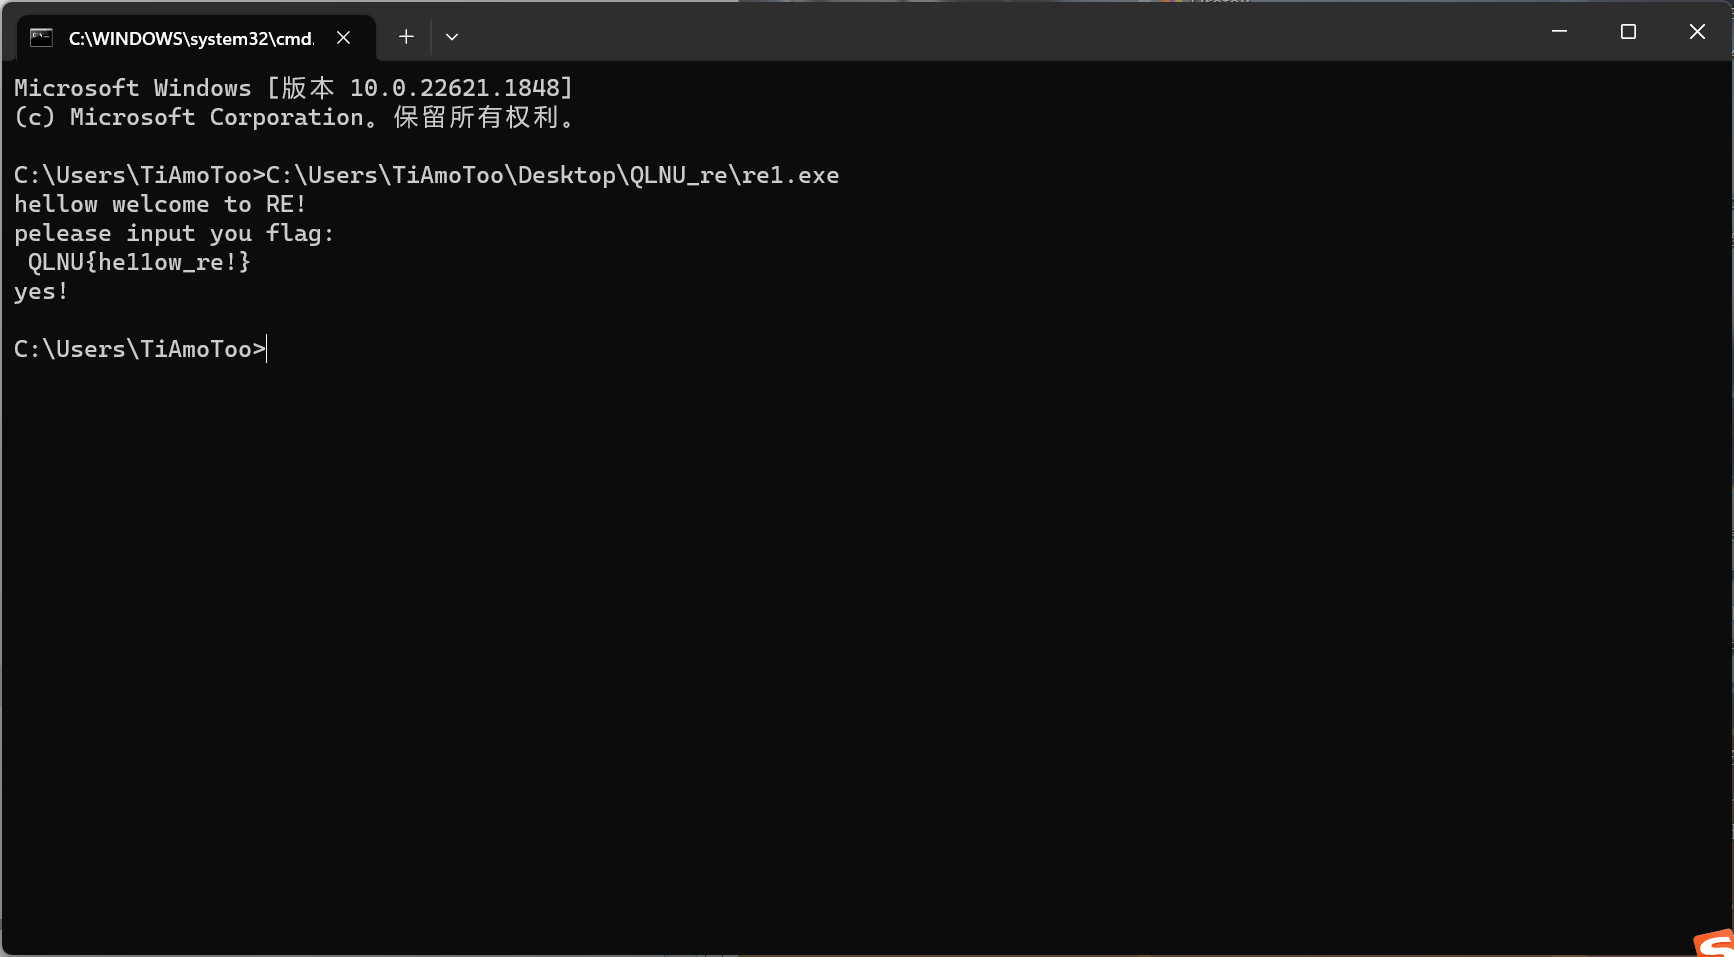 C:\WINDOWS\system32\cmd.
Microsoft Windows [版本 10.0.22621.1848]
(c) Microsoft Corporation。保留所有权利。
C:\Users\TiAmoToo>C:\Users\TiAmoToo\Desktop\QLNU_re\re1.exe
hellow welcome to RE!
pelease input you flag:
QLNU{he11ow_re!}
yes!
C:\Users\TiAmoToo>